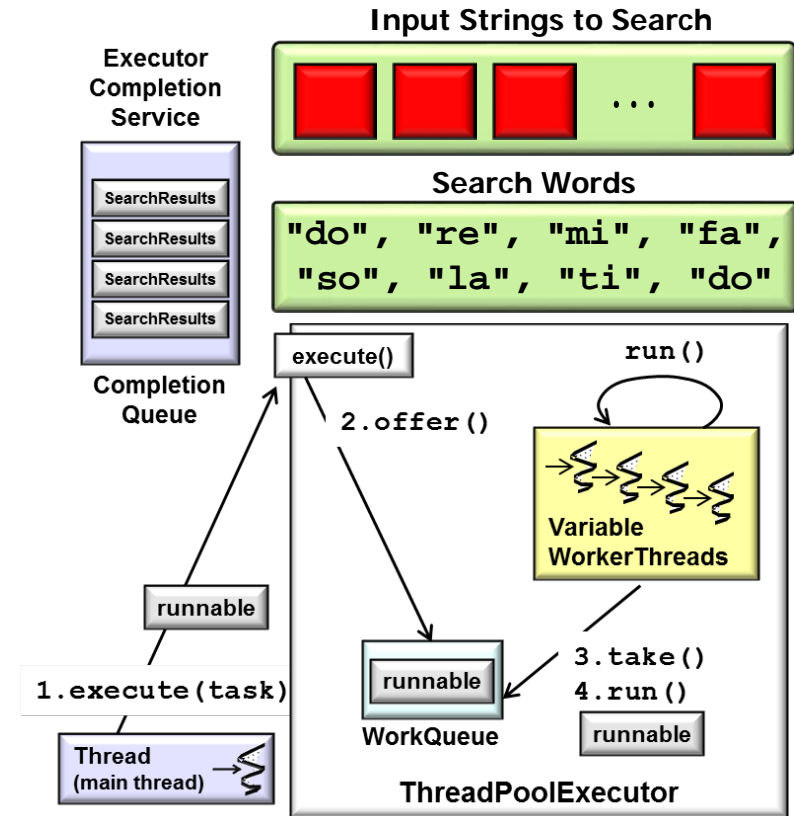 Input Strings to Search
...
Executor
Completion
Service
SearchResults
SearchResults
SearchResults
SearchResults
Completion
Queue
Search Words
"do", "re", "mi", "fa",
"so", "la", "ti", "do"
execute()
run()
2.offer()
Variable
WorkerThreads
runnable
1.execute(task)
runnable
WorkQueue
3.take()
4.run()
runnable
Thread
(main thread)
ThreadPoolExecutor